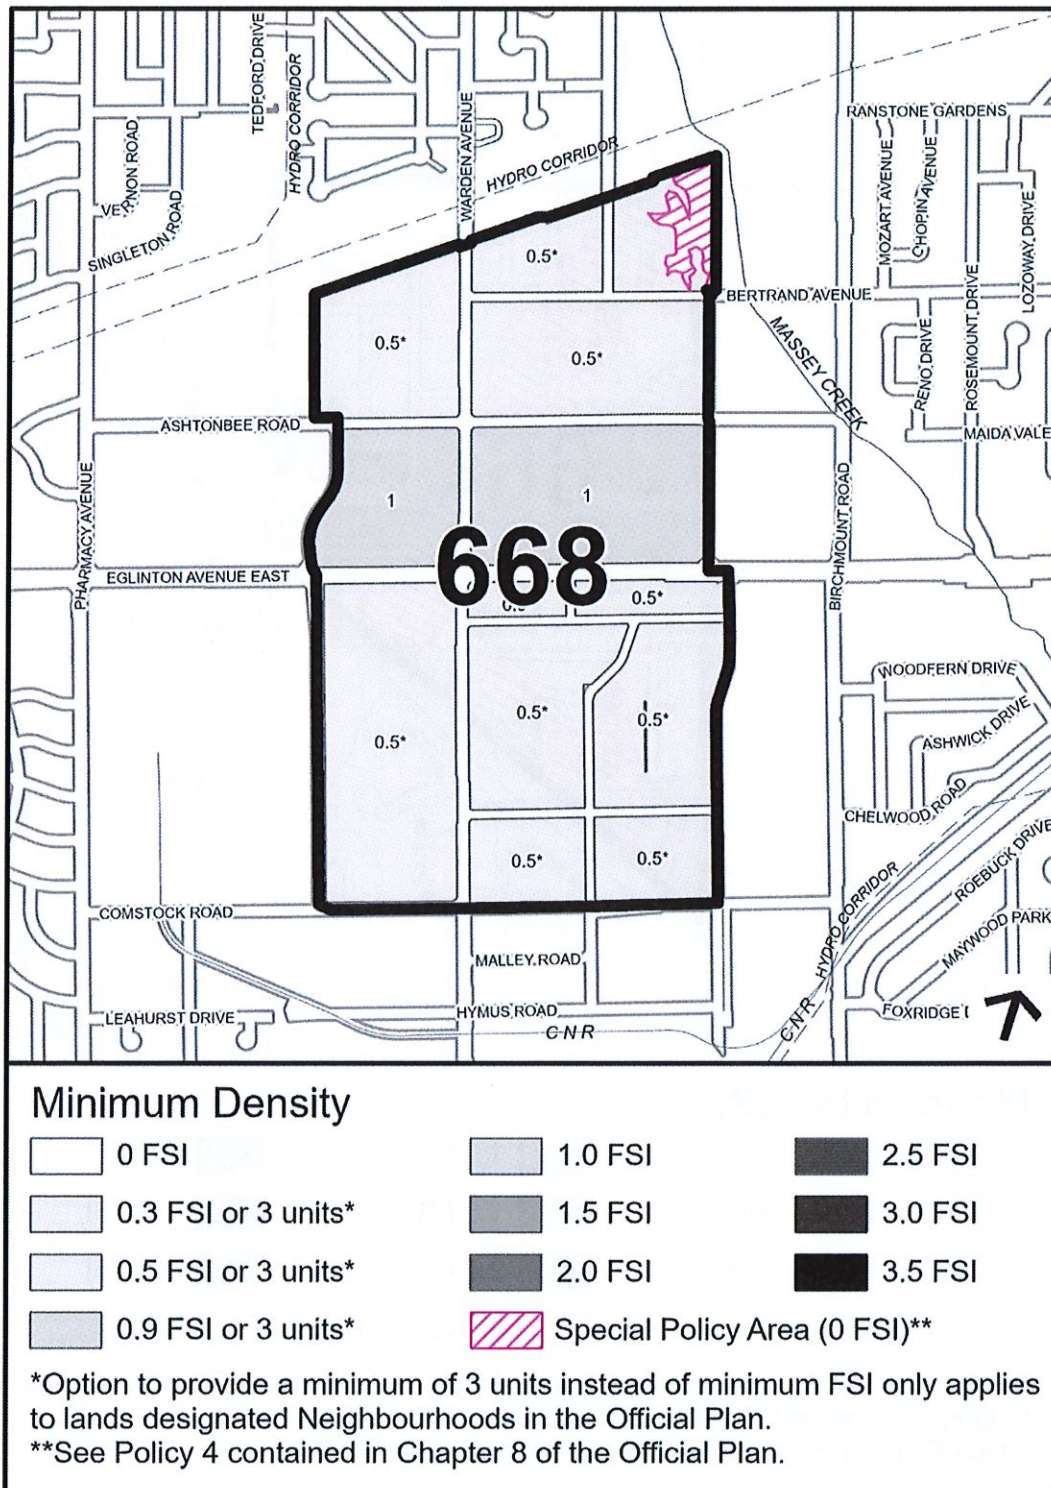 TEDFORD DRIVE
HYDRO CORRIDOR
WARDEN AVENUE
HYDRO CORRIDOR
RANSTONE GARDENS
VERNON ROAD
SINGLETON ROAD
MOZART AVENUE
CHOPIN AVENUE
LOZOWAY DRIVE
0.5*
BERTRAND AVENUE
ROSEMOUNT DRIVE
RENO DRIVE
MASSEY CREEK
0.5*
0.5*
ASHTONBEE ROAD
MAIDA VALE
PHARMACY AVENUE
1
1
BIRCHMOUNT ROAD
668
EGLINTON AVENUE EAST
0.5*
WOODFERN DRIVE
0.5*
0.5*
0.5*
ASHWICK DRIVE
CHELWOOD ROAD
0.5*
0.5*
ROEBUCK DRIVE
HYDRO CORRIDOR
COMSTOCK ROAD
MAYWOOD PARK
MALLEY ROAD
LEAHURST DRIVE
HYMUS ROAD
CNR
CNR
FOXRIDGE
Minimum Density
0 FSI
0.3 FSI or 3 units*
0.5 FSI or 3 units*
0.9 FSI or 3 units*
1.0 FSI
1.5 FSI
2.0 FSI
Special Policy Area (0 FSI)**
2.5 FSI
3.0 FSI
3.5 FSI
*Option to provide a minimum of 3 units instead of minimum FSI only applies
to lands designated Neighbourhoods in the Official Plan.
**See Policy 4 contained in Chapter 8 of the Official Plan.